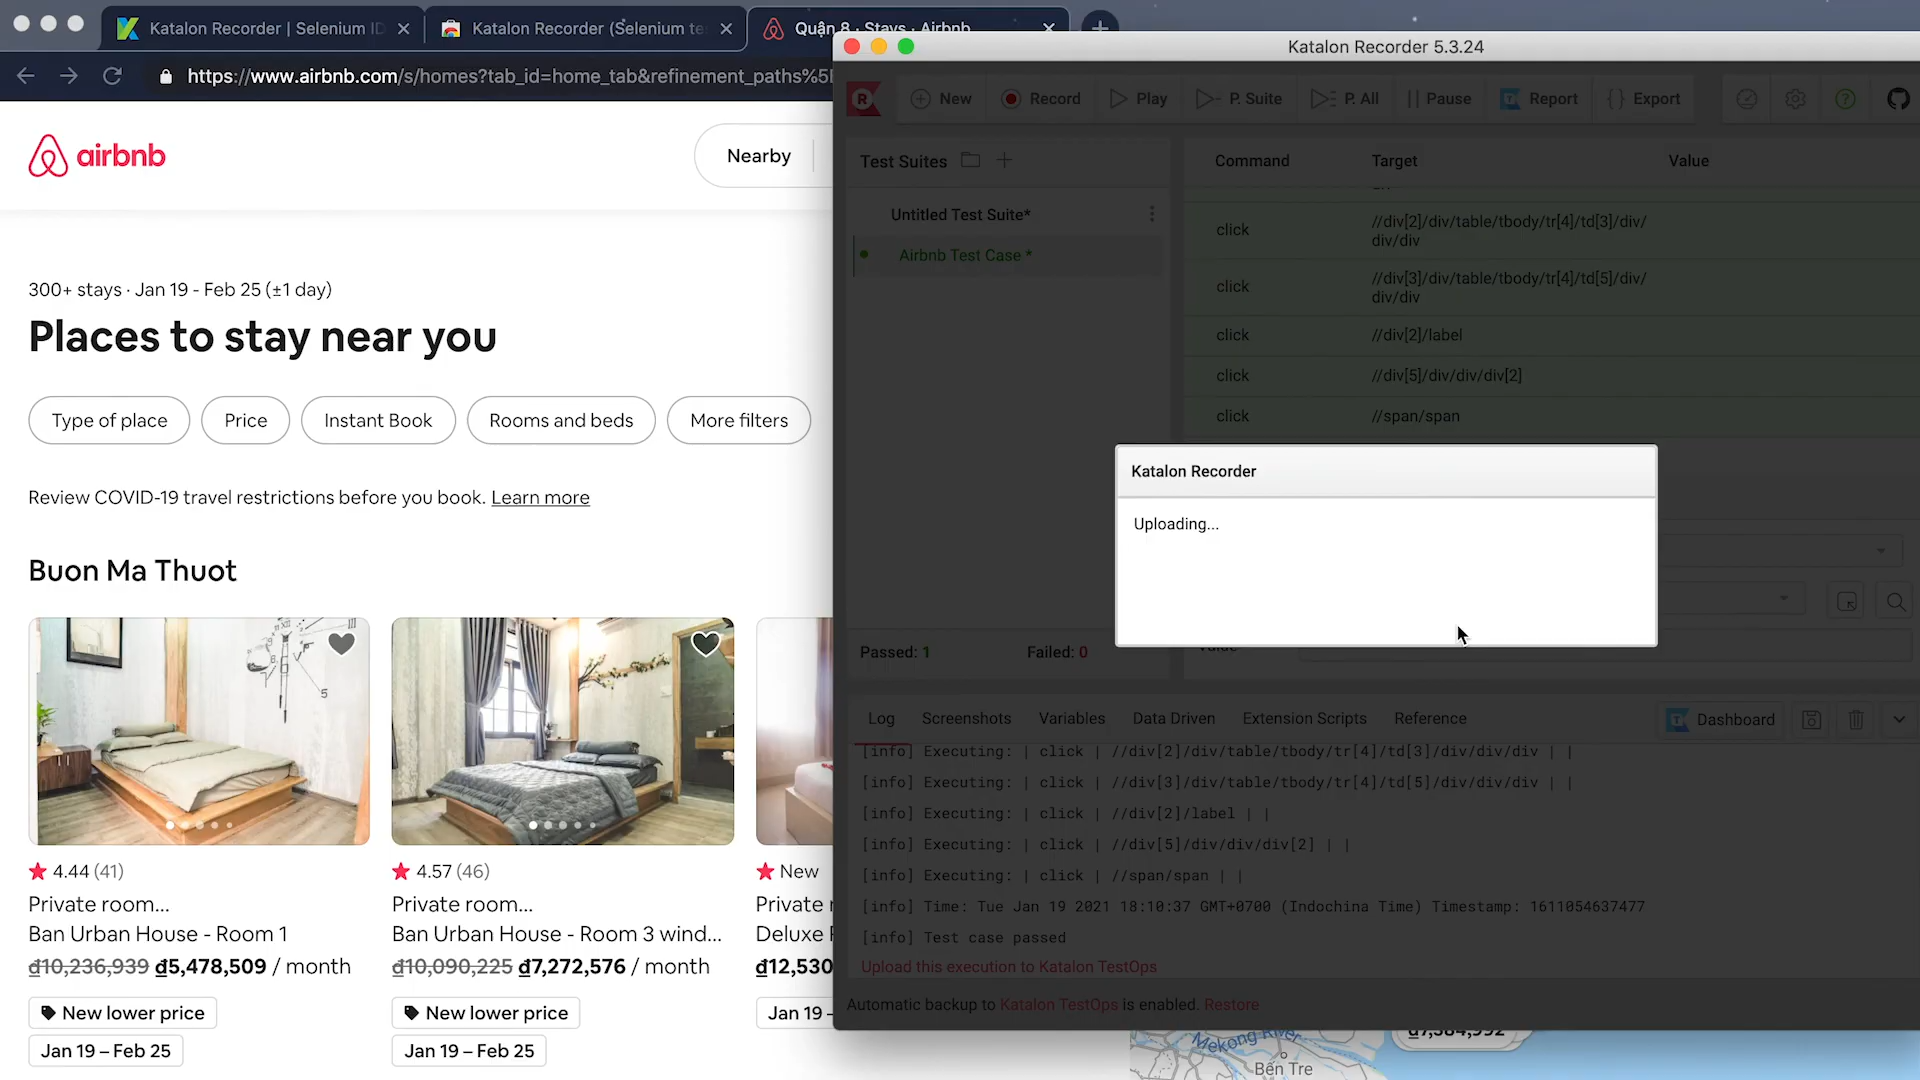 Katalon Recorder | Selenium ID
Katalon Recorder (Selenium te
Quận 8 · Stays · Airbnb
https://www.airbnb.com/s/homes?tab_id=home_tab&refinement_paths%5
airbnb
Nearby
300+ stays · Jan 19 - Feb 25 (±1 day)
Places to stay near you
Type of place
Price
Instant Book
Rooms and beds
More filters
Review COVID-19 travel restrictions before you book. Learn more
Buon Ma Thuot
4.44 (41)
Private room...
Ban Urban House - Room 1
₫10,236,939 ₫5,478,509 / month
New lower price
Jan 19 – Feb 25
4.57 (46)
Private room...
Ban Urban House - Room 3 wind...
₫10,090,225 ₫7,272,576 / month
New lower price
Jan 19 – Feb 25
New
Private
Deluxe
₫12,530
Jan 19 –
Katalon Recorder 5.3.24
New
Record
Play
P. Suite
P. All
Pause
Report
Export
Test Suites
Untitled Test Suite*
Airbnb Test Case *
Passed: 1
Failed: 0
Command
Target
Value
click
//div[2]/div/table/tbody/tr[4]/td[3]/div/
div/div
click
//div[3]/div/table/tbody/tr[4]/td[5]/div/
div/div
click
//div[2]/label
click
//div[5]/div/div/div[2]
click
//span/span
Katalon Recorder
Uploading...
Value
Log
Screenshots
Variables
Data Driven
Extension Scripts
Reference
Dashboard
[info] Executing: | click | //div[2]/div/table/tbody/tr[4]/td[3]/div/div/div | |
[info] Executing: | click | //div[3]/div/table/tbody/tr[4]/td[5]/div/div/div | |
[info] Executing: | click | //div[2]/label | |
[info] Executing: | click | //div[5]/div/div/div[2] | |
[info] Executing: | click | //span/span | |
[info] Time: Tue Jan 19 2021 18:10:37 GMT+0700 (Indochina Time) Timestamp: 1611054637477
[info] Test case passed
Upload this execution to Katalon TestOps
Automatic backup to Katalon TestOps is enabled. Restore
₫7,384,992
Mekong River
Bến Tre